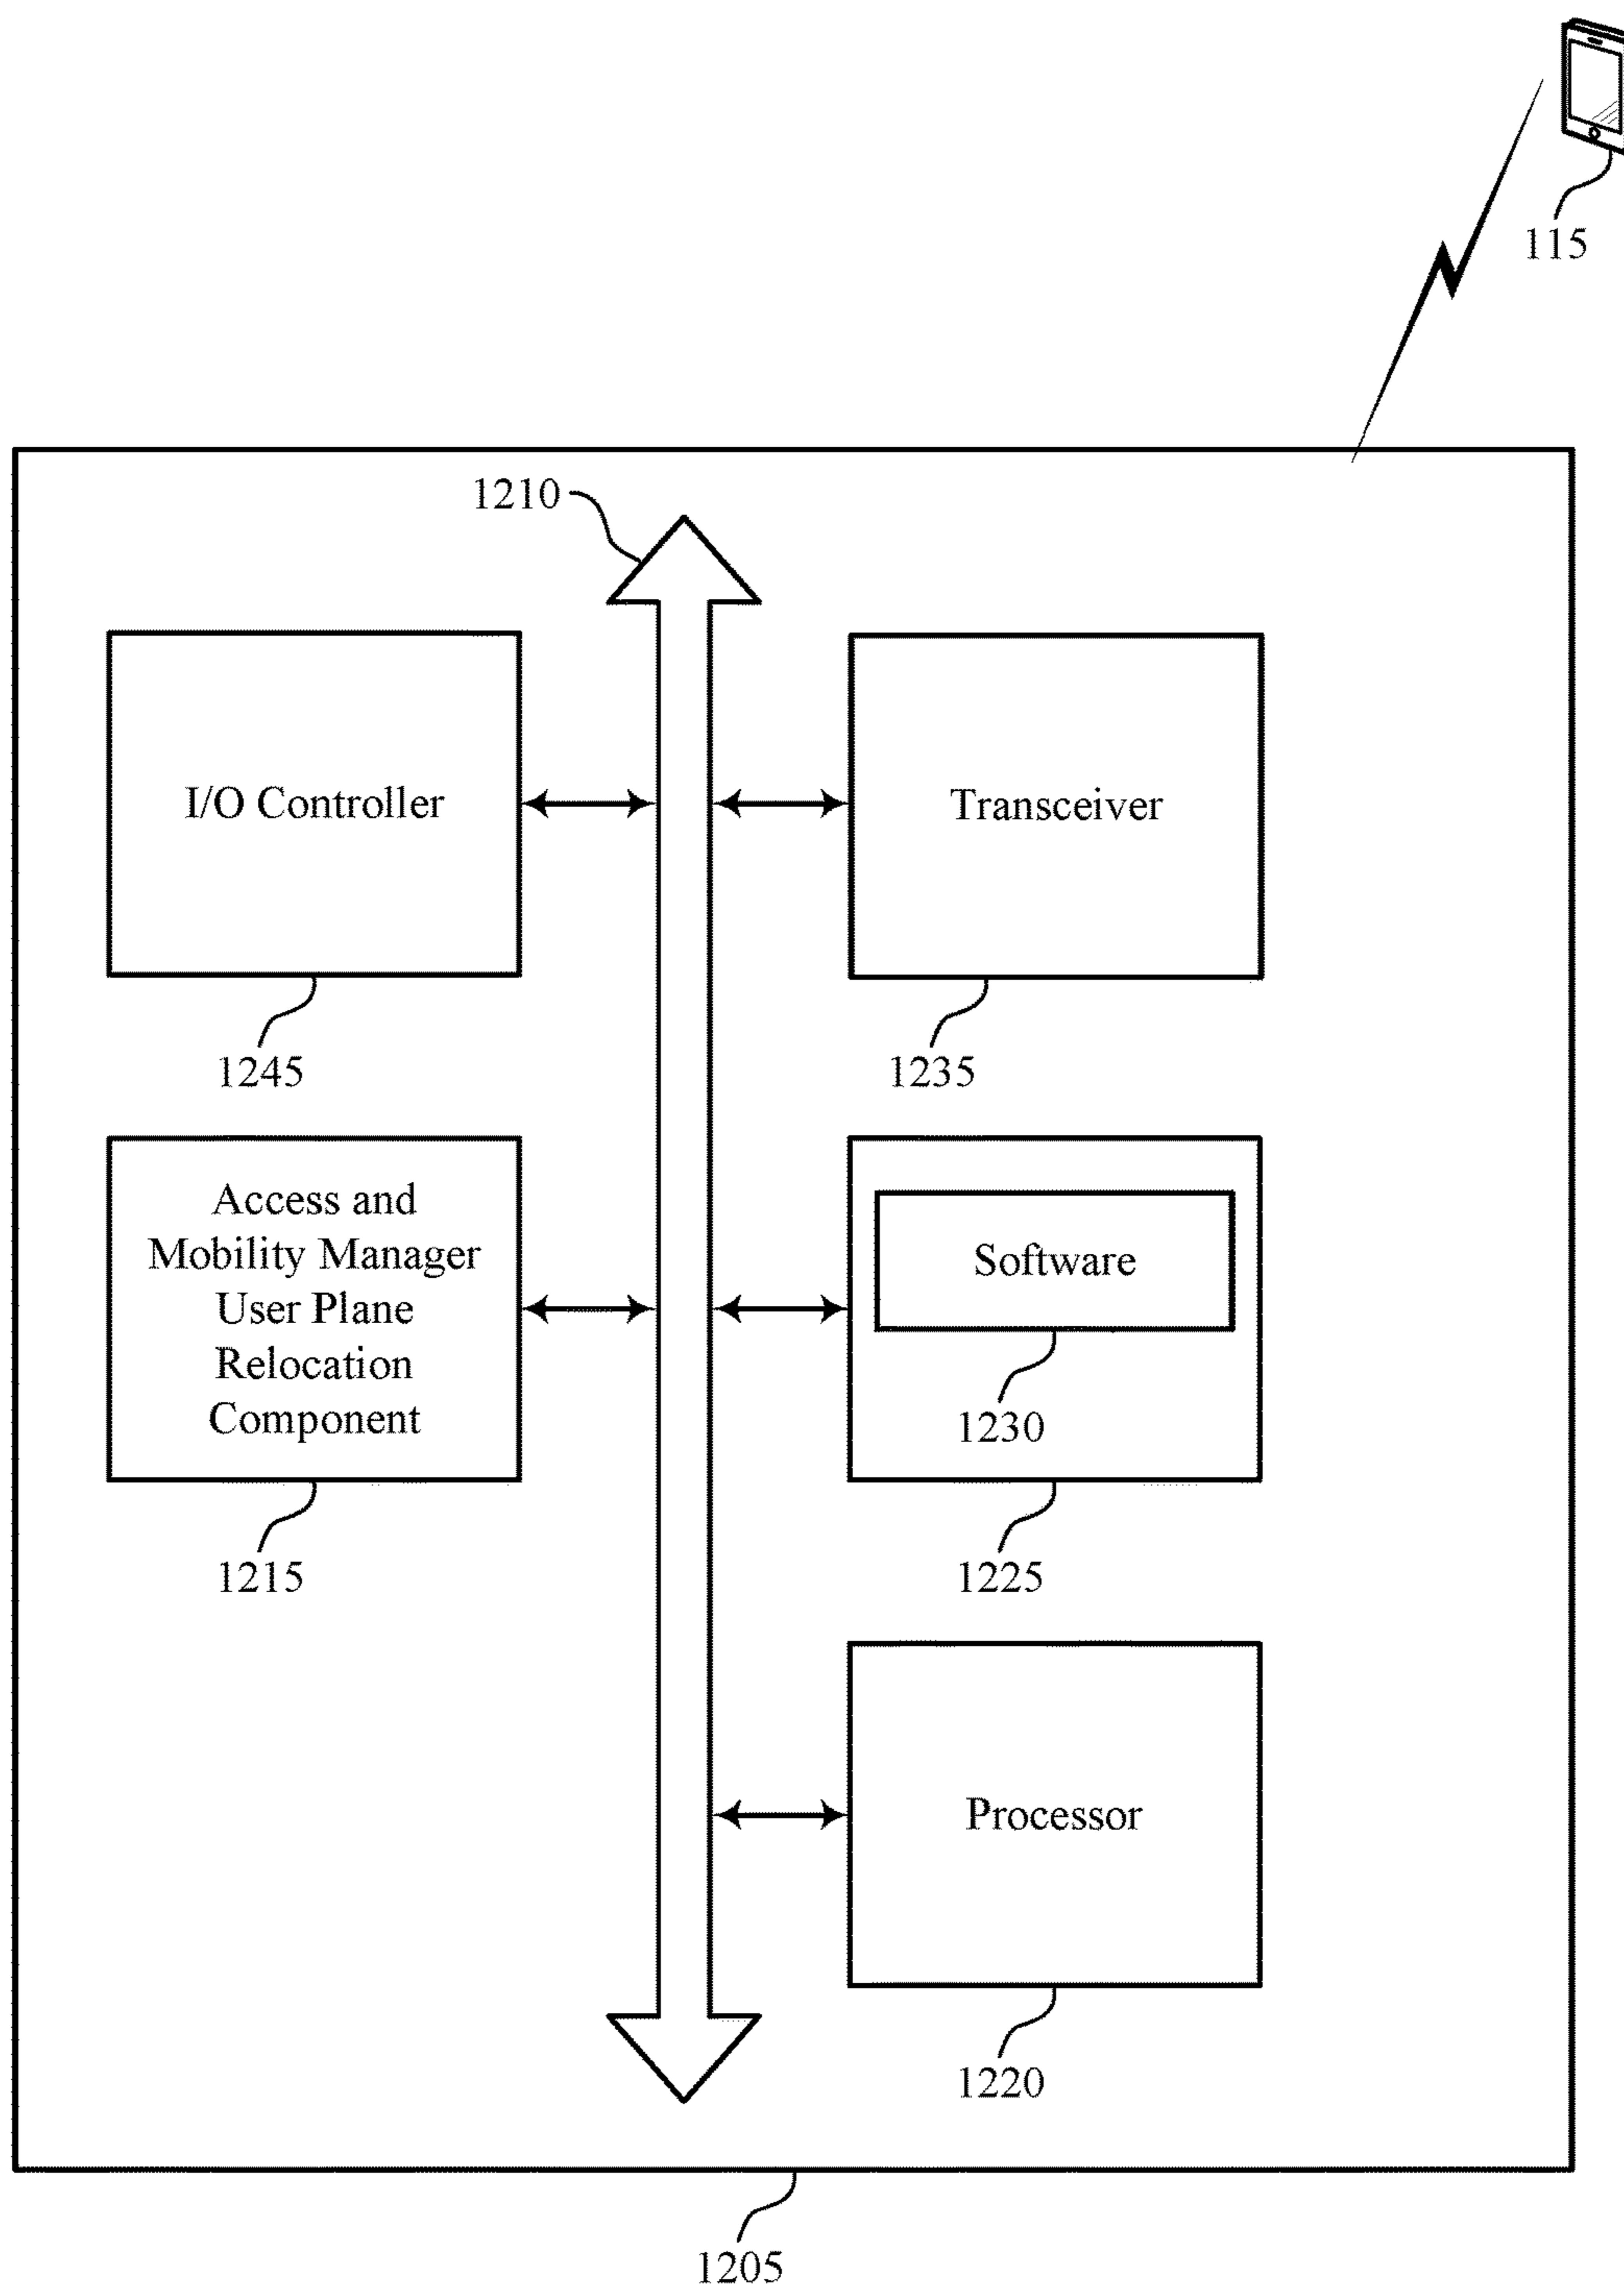 115
1210
I/O Controller
Transceiver
1245
1235
Access and
Mobility Manager
User Plane
Relocation
Component
Software
1230
1215
1225
Processor
1220
1205